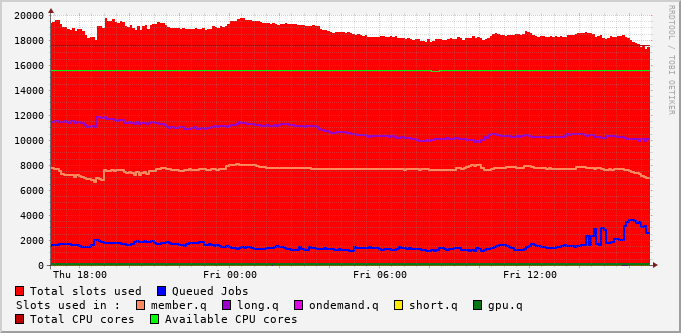 20000
18000
16000
14000
12000
10000
8000
6000
4000
2000
0
Thu 18:00 Fri 00:00 Fri 06:00 Fri 12:00
Total slots used Queued Jobs
Slots used in : member.q long.q ondemand.q short.q gpu.q
Total CPU cores Available CPU cores
RRDTOOL / TOBI OETIKER